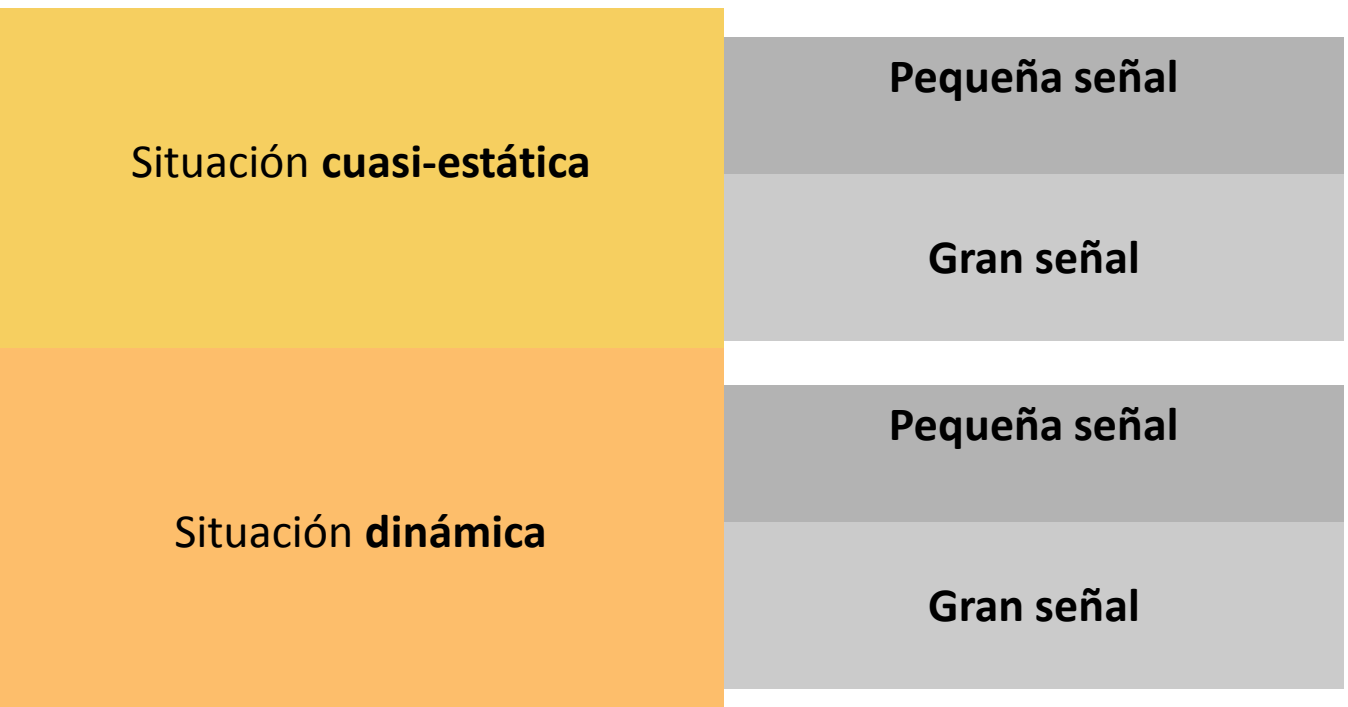 Situación cuasi-estática
Pequeña señal
Gran señal
Situación dinámica
Pequeña señal
Gran señal